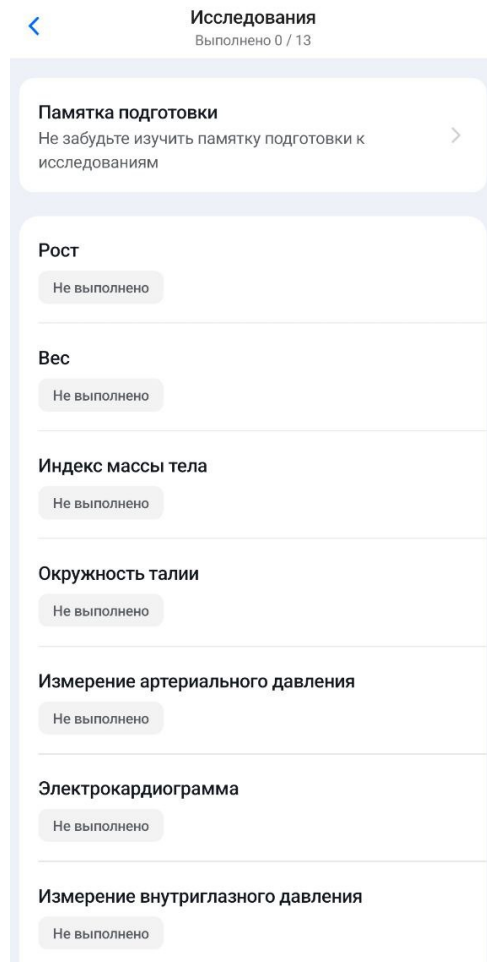 Исследования
Выполнено 0 / 13
Памятка подготовки
Не забудьте изучить памятку подготовки к
исследованиям
Рост
Не выполнено
Вес
Не выполнено
Индекс массы тела
Не выполнено
Окружность талии
Не выполнено
Измерение артериального давления
Не выполнено
Электрокардиограмма
Не выполнено
Измерение внутриглазного давления
Не выполнено